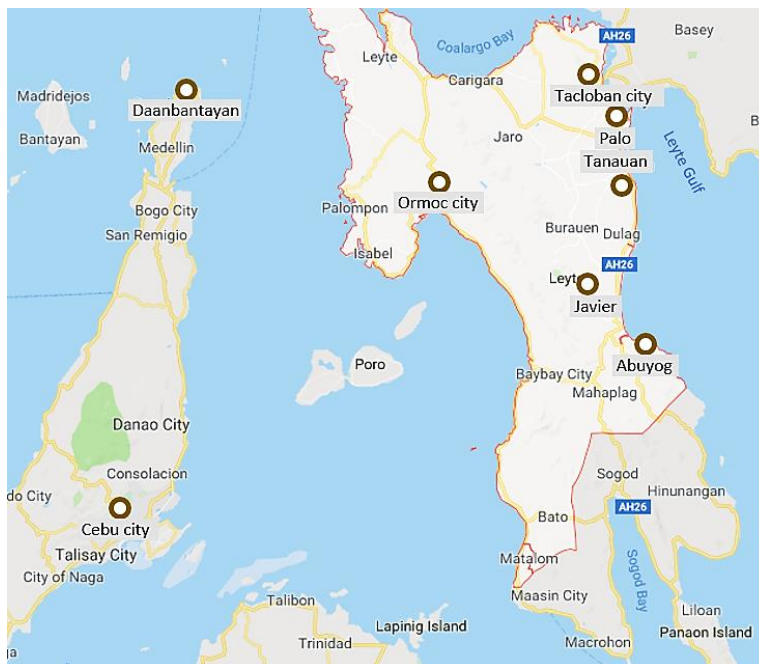 Coalargo Bay
AH26
Basey
Leyte
Carigara
Tacloban city
Madridejos
Daanbantayan
Bantayan
Medellin
Jaro
Palo
Tanauan
Leyte Gulf
Palompon
Ormoc city
Bogo City
San Remigio
Burauen
Dulag
Isabel
AH26
Leyt
Javier
Poro
Abuyog
Baybay City
Mahaplag
Danao City
Consolacion
Sogod
do City
Hinunangan
AH26
Cebu city
Bato
Talisay City
Matalom
City of Naga
Sogod Bay
Maasin City
Talibon
Liloan
Lapinig Island
Panaon Island
Trinidad
Macrohon
ga
B